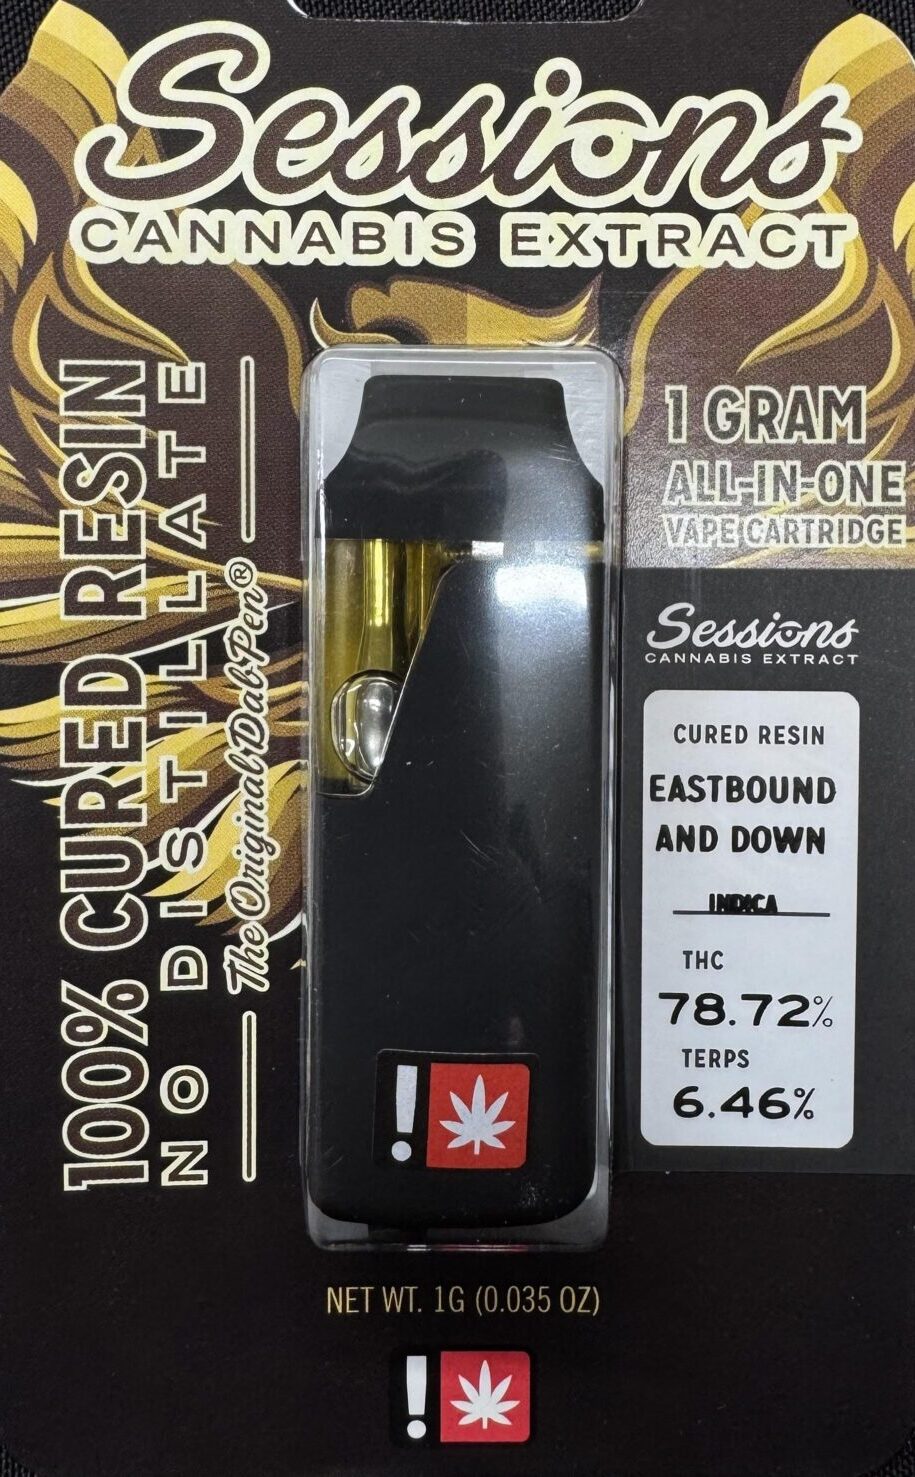 Sessions
CANNABIS EXTRACT
100% CURED RESIN
NO DISTILLATE
The Original Dab Pen®
1 GRAM
ALL-IN-ONE
VAPE CARTRIDGE
Sessions
CANNABIS EXTRACT
CURED RESIN
EASTBOUND
AND DOWN
INDICA
THC
78.72%
TERPS
6.46%
!
NET WT. 1G (0.035 OZ)
!